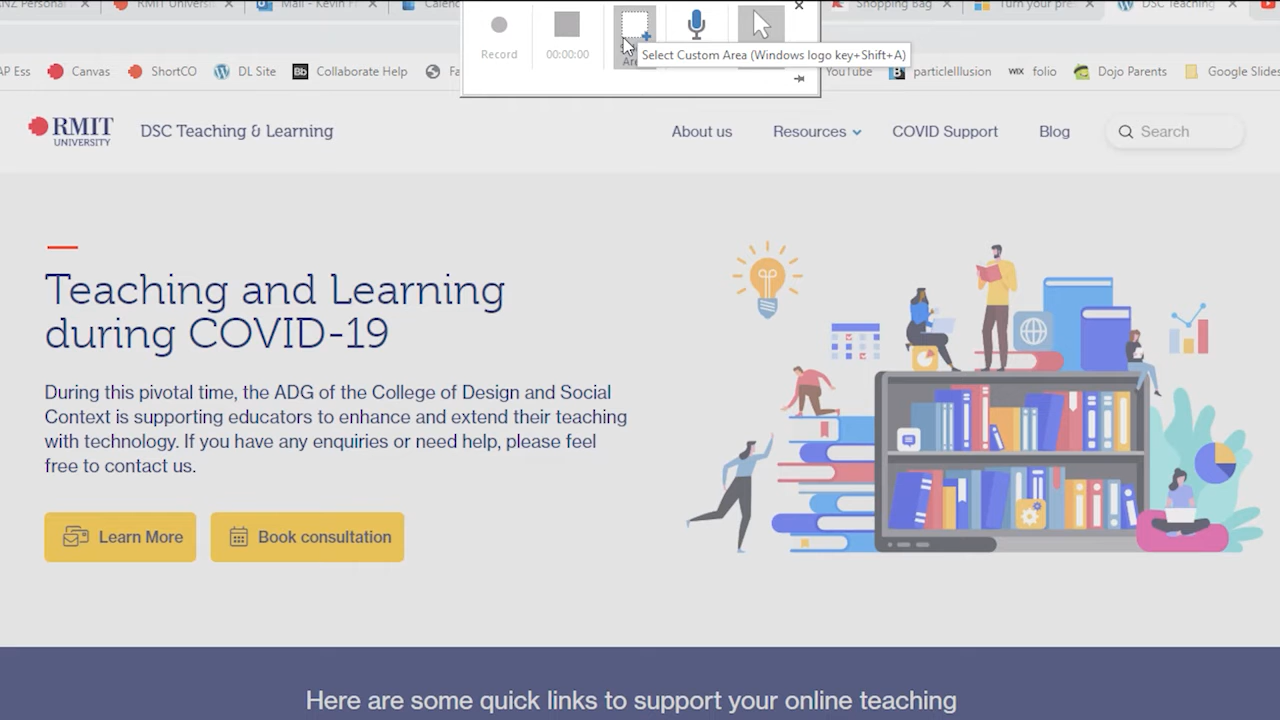 Personal
RMIT Univers
Mail - Kevin
Calend
Shopping Bag
Turn your pre
DSC Teaching
Record
00:00:00
Select Custom Area (Windows logo key+Shift+A)
AP Ess
Canvas
ShortCO
DL Site
Bb Collaborate Help
Fa
YouTube
particleIllusion
WIX folio
Dojo Parents
Google Slides
RMIT
UNIVERSITY
DSC Teaching & Learning
About us
Resources
COVID Support
Blog
Search
Teaching and Learning
during COVID-19
During this pivotal time, the ADG of the College of Design and Social
Context is supporting educators to enhance and extend their teaching
with technology. If you have any enquiries or need help, please feel
free to contact us.
Learn More
Book consultation
Here are some quick links to support your online teaching